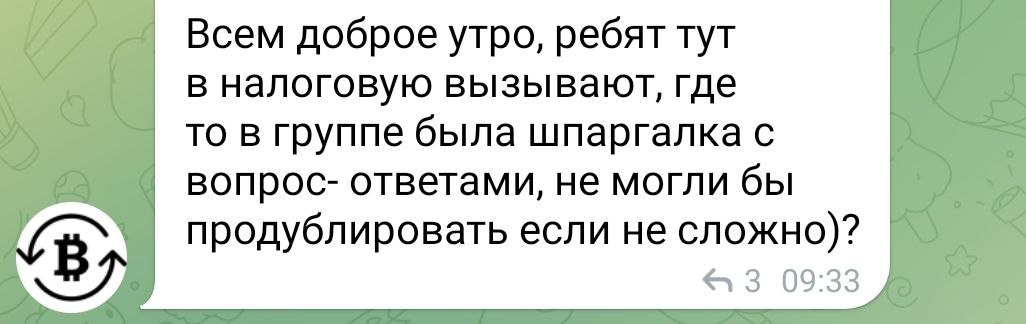 Всем доброе утро, ребят тут
в налоговую вызывают, где
то в группе была шпаргалка с
вопрос- ответами, не могли бы
продублировать если не сложно)?
3 09:33